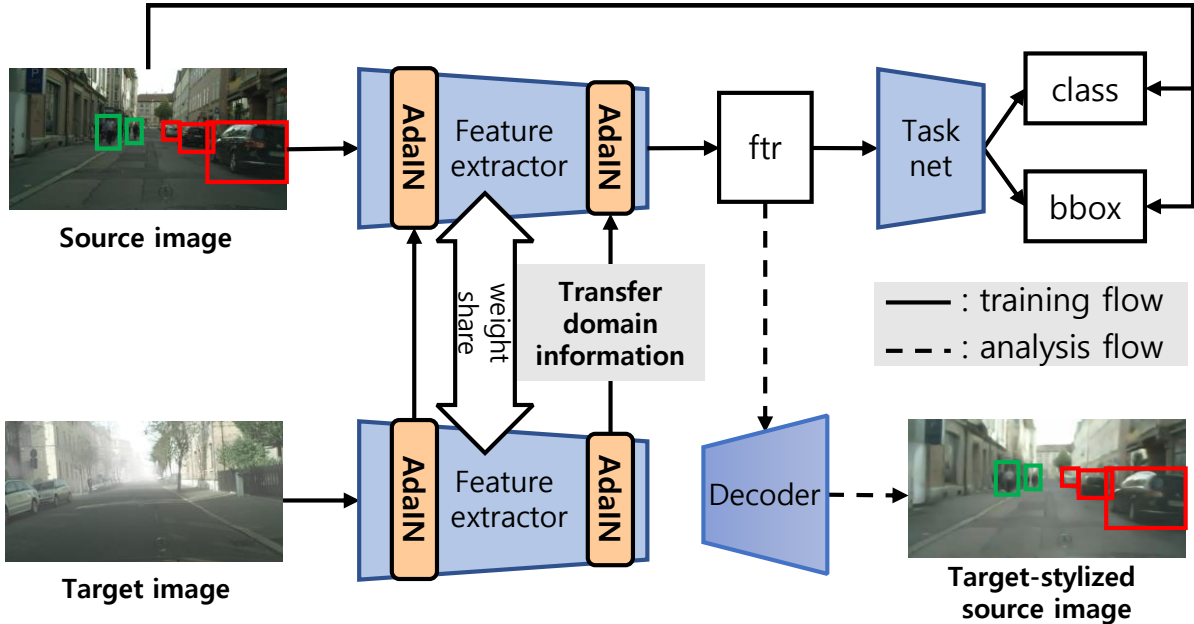 AdaIN
Feature
extractor
AdaIN
ftr
Task
net
class
bbox
Source image
weight
share
Transfer
domain
information
: training flow
: analysis flow
AdaIN
Feature
extractor
AdaIN
Decoder
Target image
Target-stylized
source image